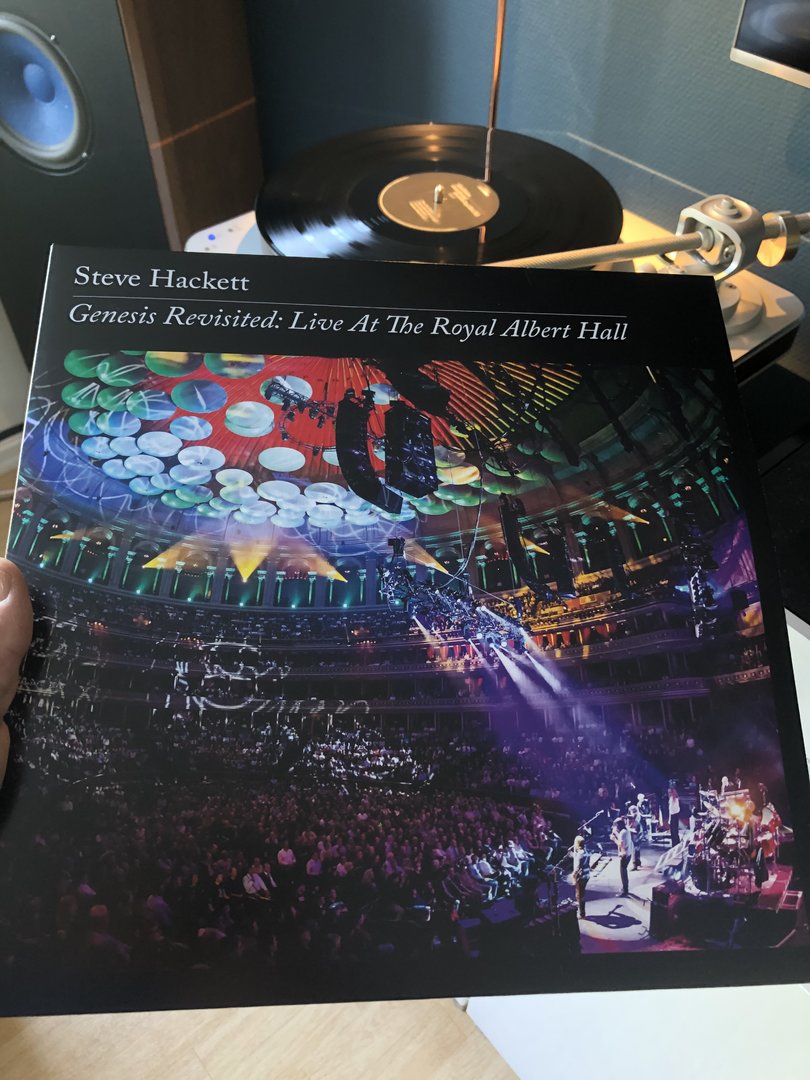 Steve Hackett
Genesis Revisited: Live At The Royal Albert Hall